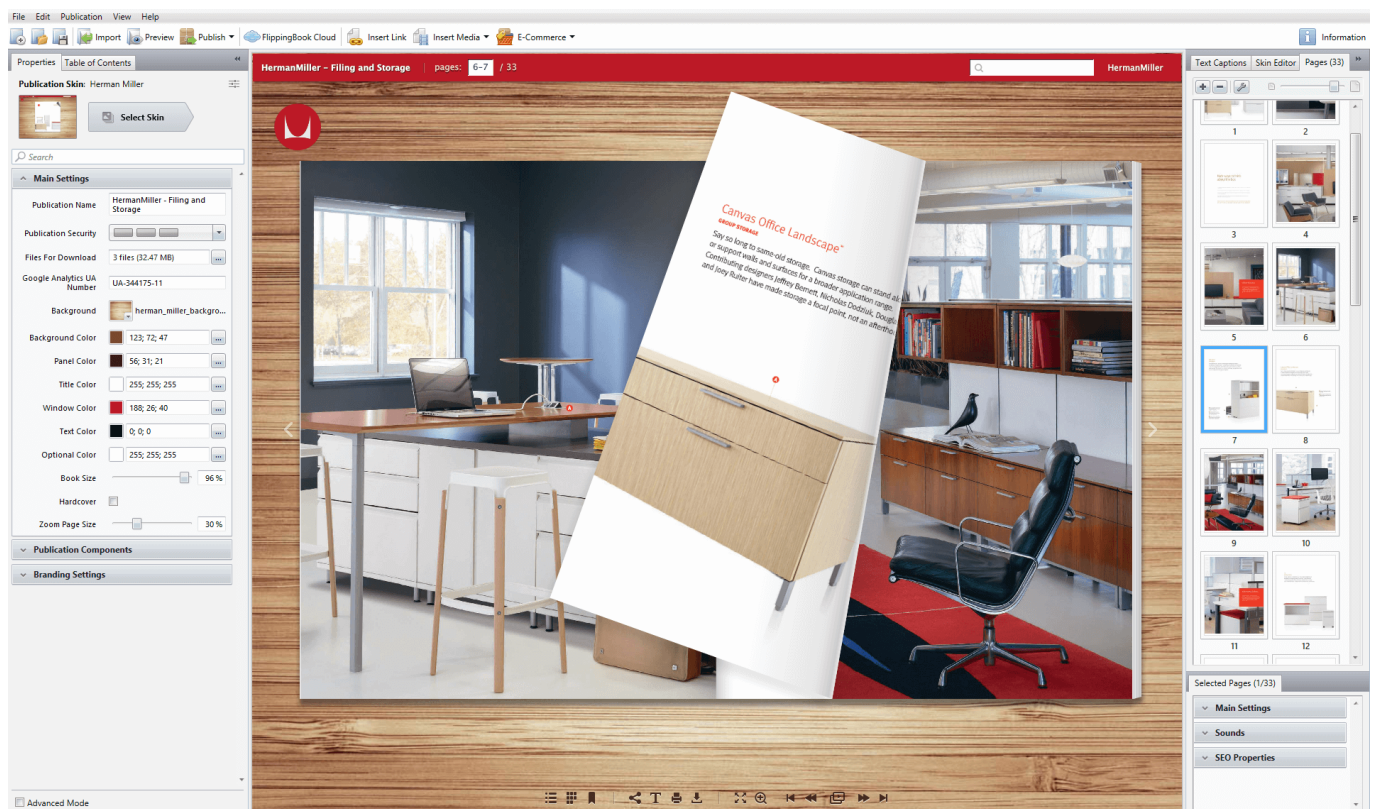 File Edit Publication View Help
Import Preview Publish FlippingBook Cloud Insert Link Insert Media E-Commerce Information
Properties Table of Contents
Publication Skin: Herman Miller
Select Skin
Search
Main Settings
Publication Name HermanMiller - Filing and
Storage
Publication Security
Files For Download 3 files (32.47 MB) ...
Google Analytics UA
Number UA-344175-11
Background herman_miller_backgro...
Background Color 123; 72; 47 ...
Panel Color 56; 31; 21 ...
Title Color 255; 255; 255 ...
Window Color 188; 26; 40 ...
Text Color 0; 0; 0 ...
Optional Color 255; 255; 255 ...
Book Size 96 %
Hardcover
Zoom Page Size 30 %
Publication Components
Branding Settings
Advanced Mode
HermanMiller – Filing and Storage pages: 6-7 / 33 HermanMiller
Canvas Office Landscape™
GROUP STORAGE
Say so long to same-old storage. Canvas storage can stand al
or support walls and surfaces for a broader application range.
Contributing designers Jeffrey Bernett, Nicholas Dodziuk, Dougla
and Joey Ruiter have made storage a focal point, not an aftertho
Text Captions Skin Editor Pages (33)
1 2
3 4
5 6
7 8
9 10
11 12
Selected Pages (1/33)
Main Settings
Sounds
SEO Properties